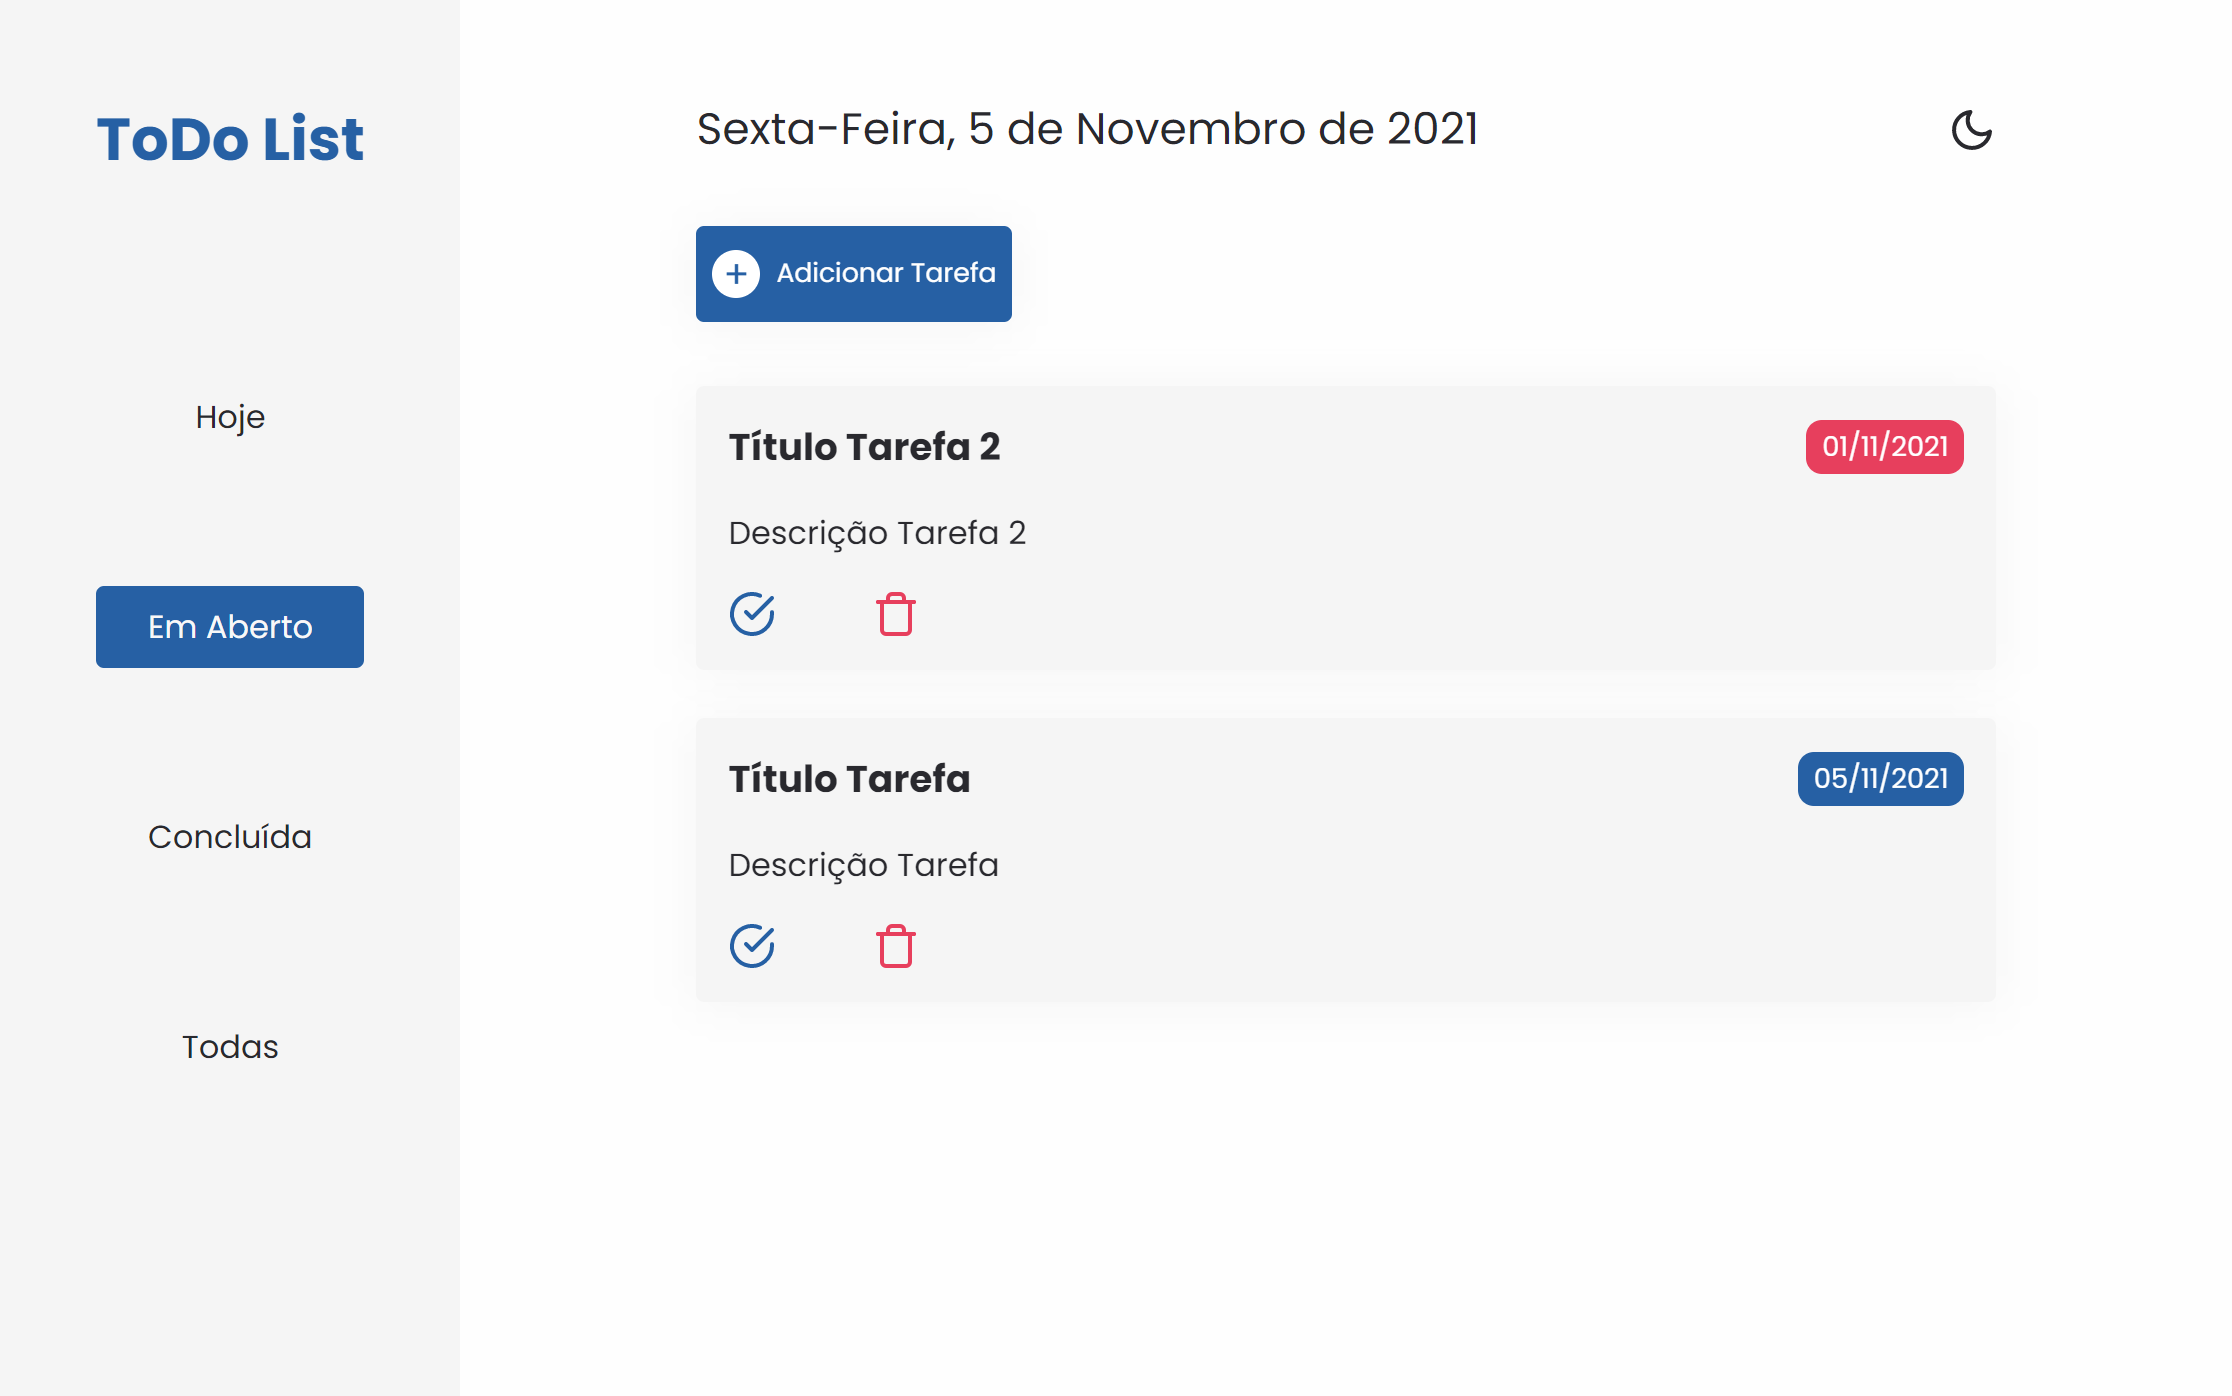 ToDo List
Hoje
Em Aberto
Concluída
Todas
Sexta-Feira, 5 de Novembro de 2021
Adicionar Tarefa
Título Tarefa 2
01/11/2021
Descrição Tarefa 2
Título Tarefa
05/11/2021
Descrição Tarefa